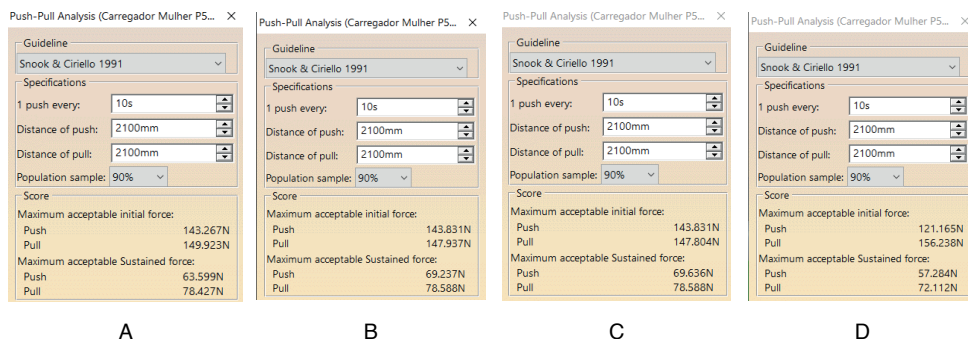 Push-Pull Analysis (Carregador Mulher P5...
Guideline
Snook & Ciriello 1991
Specifications
1 push every: 10s
Distance of push: 2100mm
Distance of pull: 2100mm
Population sample: 90%
Score
Maximum acceptable initial force:
Push 143.267N
Pull 149.923N
Maximum acceptable Sustained force:
Push 63.599N
Pull 78.427N
A
Push-Pull Analysis (Carregador Mulher P5...
Guideline
Snook & Ciriello 1991
Specifications
1 push every: 10s
Distance of push: 2100mm
Distance of pull: 2100mm
Population sample: 90%
Score
Maximum acceptable initial force:
Push 143.831N
Pull 147.937N
Maximum acceptable Sustained force:
Push 69.237N
Pull 78.588N
B
Push-Pull Analysis (Carregador Mulher P5...
Guideline
Snook & Ciriello 1991
Specifications
1 push every: 10s
Distance of push: 2100mm
Distance of pull: 2100mm
Population sample: 90%
Score
Maximum acceptable initial force:
Push 143.831N
Pull 147.804N
Maximum acceptable Sustained force:
Push 69.636N
Pull 78.588N
C
Push-Pull Analysis (Carregador Mulher P5...
Guideline
Snook & Ciriello 1991
Specifications
1 push every: 10s
Distance of push: 2100mm
Distance of pull: 2100mm
Population sample: 90%
Score
Maximum acceptable initial force:
Push 121.165N
Pull 156.238N
Maximum acceptable Sustained force:
Push 57.284N
Pull 72.112N
D